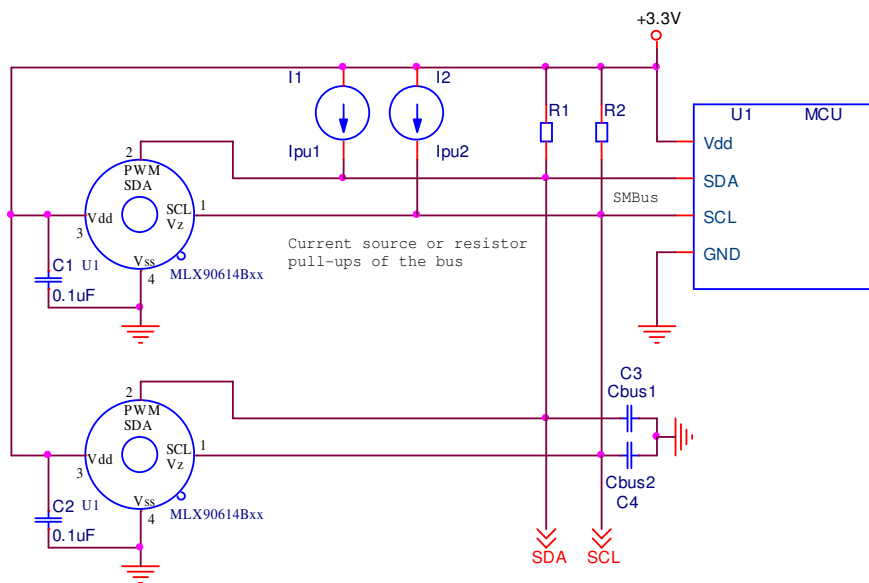 +3.3V
I1
I2
R1
R2
U1
MCU
Ipu1
Ipu2
Vdd
SDA
SCL
GND
SMBus
2
PWM
SDA
SCL
Vz
1
Vdd
3
Vss
4
C1
U1
0.1uF
MLX90614Bxx
Current source or resistor
pull-ups of the bus
2
PWM
SDA
SCL
Vz
1
Vdd
3
Vss
4
C2
U1
0.1uF
MLX90614Bxx
C3
Cbus1
Cbus2
C4
SDA
SCL